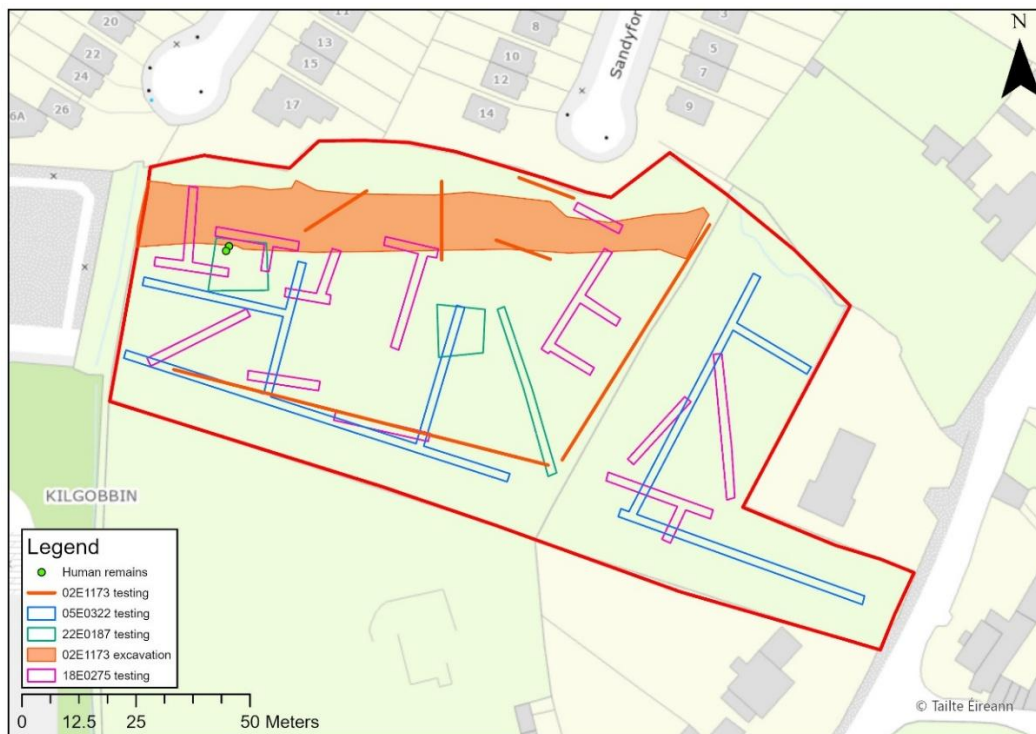 20
22
24
26
6A
11
13
15
17
8
10
12
14
Sandyfor
3
5
7
9
N
KILGOBBIN
Legend
Human remains
02E1173 testing
05E0322 testing
22E0187 testing
02E1173 excavation
18E0275 testing
0 12.5 25 50 Meters
© Tailte Éireann